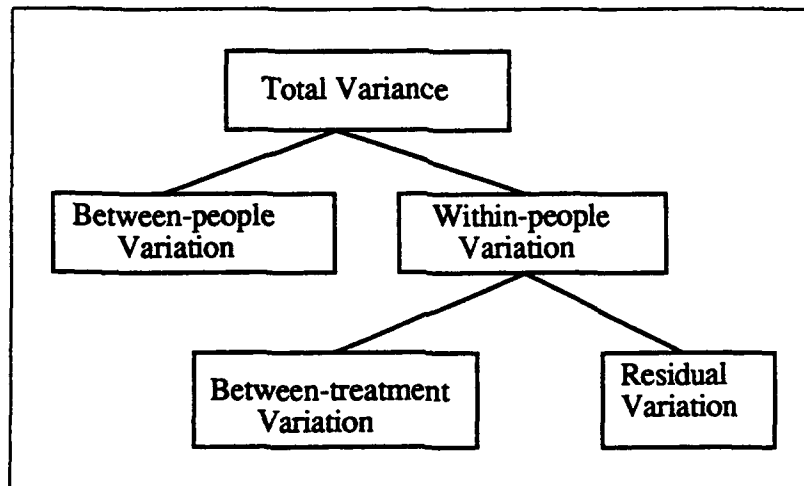 Total Variance
Between-people
Variation
Within-people
Variation
Between-treatment
Variation
Residual
Variation